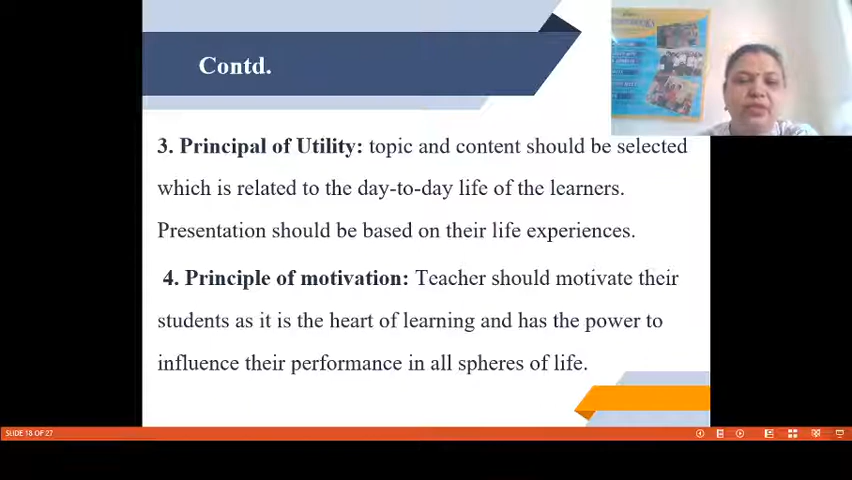 Contd.
3. Principal of Utility: topic and content should be selected
which is related to the day-to-day life of the learners.
Presentation should be based on their life experiences.
4. Principle of motivation: Teacher should motivate their
students as it is the heart of learning and has the power to
influence their performance in all spheres of life.
SLIDE 18 OF 27